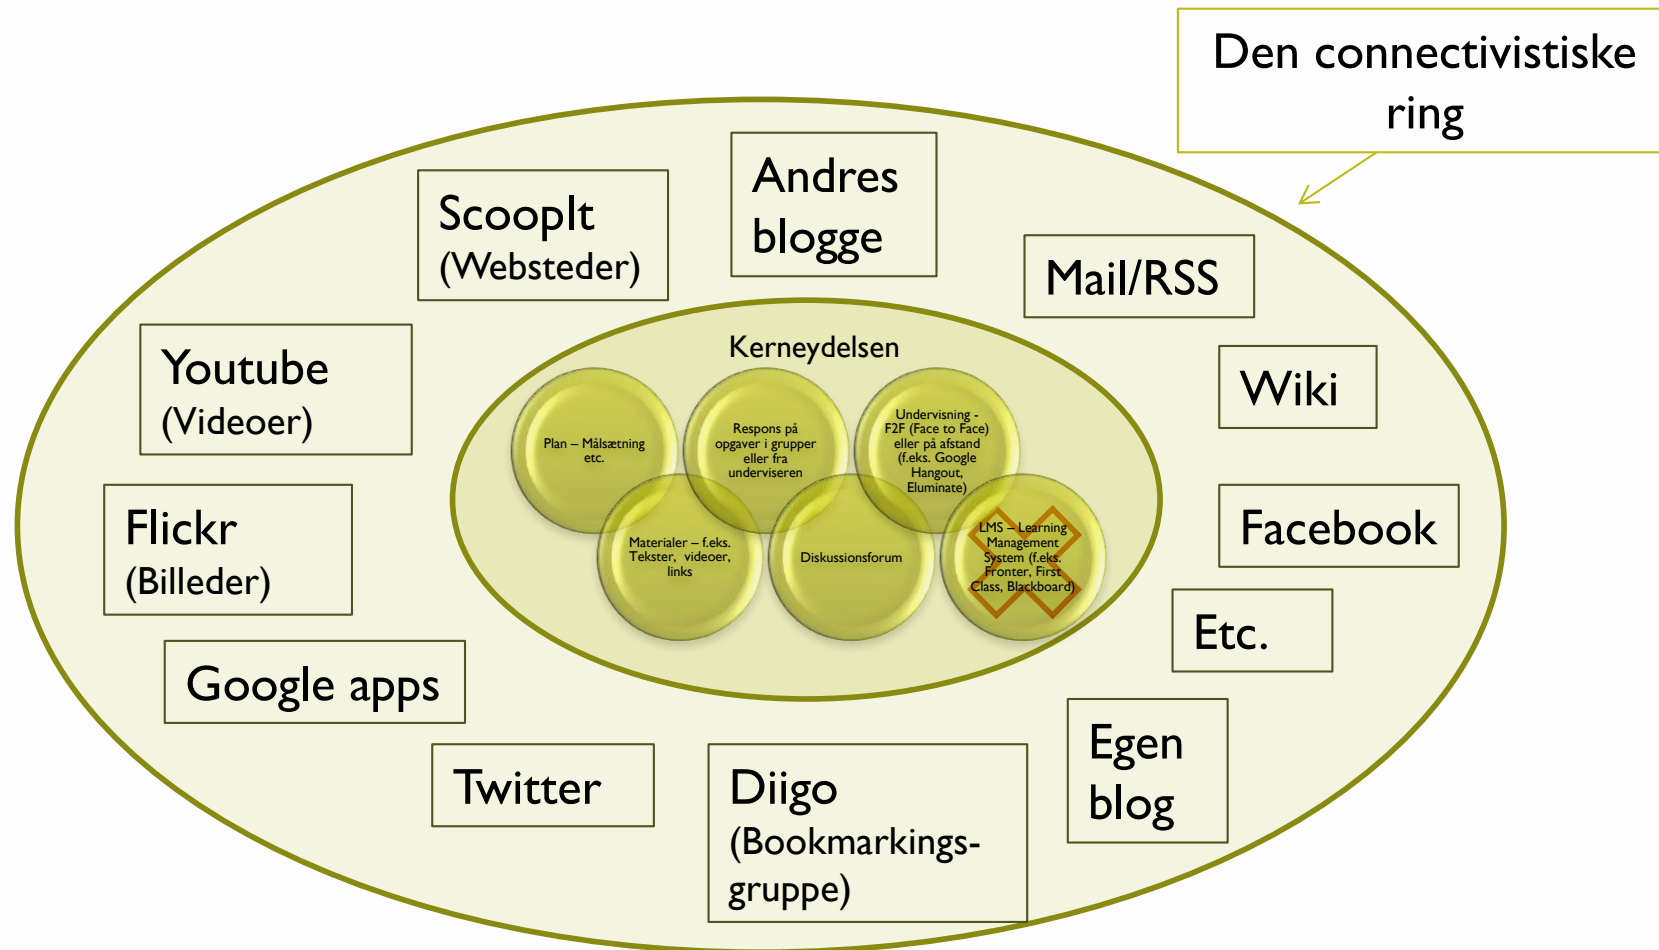 Den connectivistiske
ring
Andres
blogge
ScoopIt
(Websteder)
Mail/RSS
Youtube
(Videoer)
Kerneydelsen
Wiki
Plan – Målsætning
etc.
Respons på
opgaver i grupper
eller fra
underviseren
Undervisning -
F2F (Face to Face)
eller på afstand
(f.eks. Google
Hangout,
Eluminate)
Flickr
(Billeder)
Materialer – f.eks.
Tekster, videoer,
links
Diskussionsforum
LMS – Learning
Management
System (f.eks.
Fronter, First
Class, Blackboard)
Facebook
Etc.
Google apps
Egen
blog
Twitter
Diigo
(Bookmarkings-
gruppe)